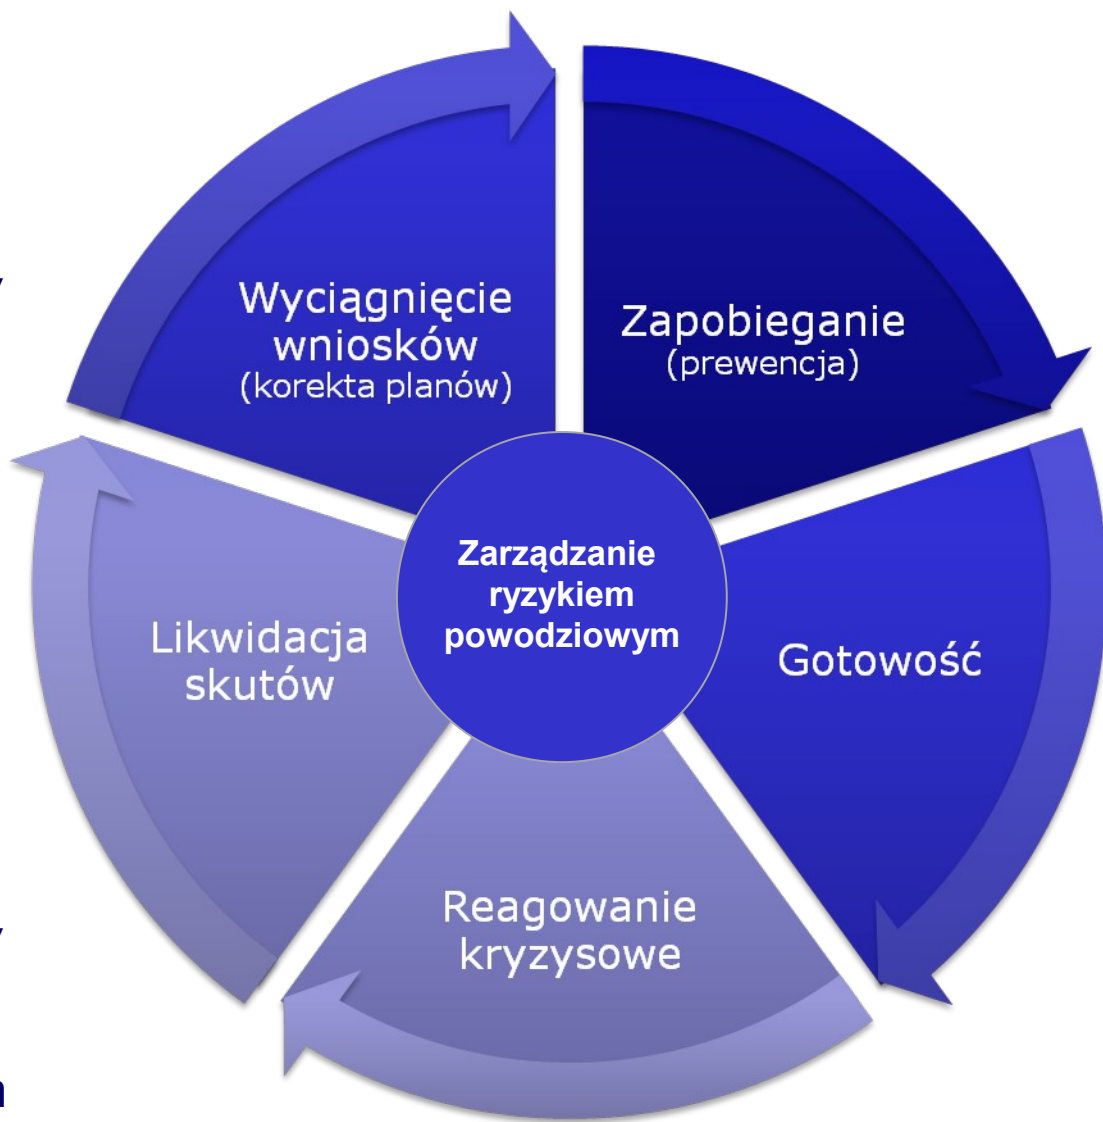 Wyciągnięcie
wniosków
(korekta planów)
Zapobieganie
(prewencja)
Zarządzanie
ryzykiem
powodziowym
Likwidacja
skutów
Gotowość
Reagowanie
kryzysowe